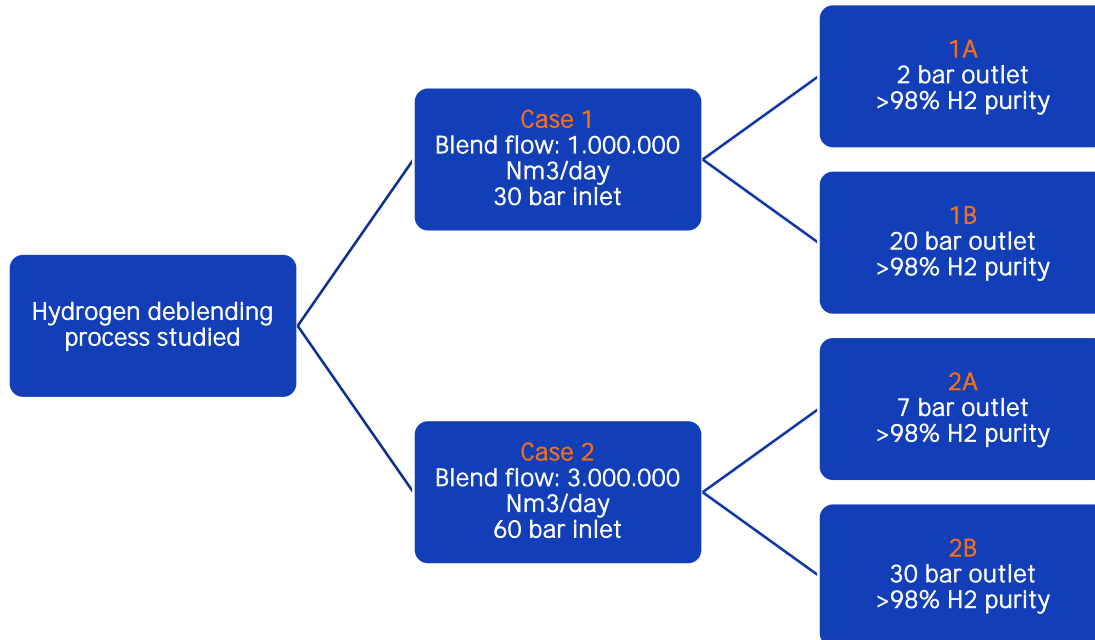 Hydrogen deblending
process studied
Case 1
Blend flow: 1.000.000
Nm3/day
30 bar inlet
Case 2
Blend flow: 3.000.000
Nm3/day
60 bar inlet
1A
2 bar outlet
>98% H2 purity
1B
20 bar outlet
>98% H2 purity
2A
7 bar outlet
>98% H2 purity
2B
30 bar outlet
>98% H2 purity